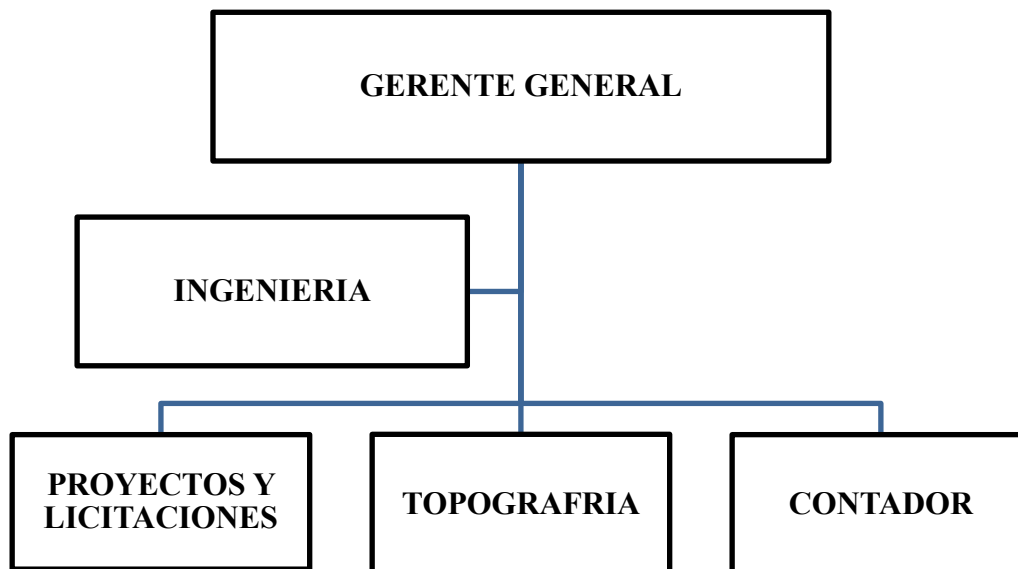 GERENTE GENERAL
INGENIERIA
PROYECTOS Y
LICITACIONES
TOPOGRAFRIA
CONTADOR